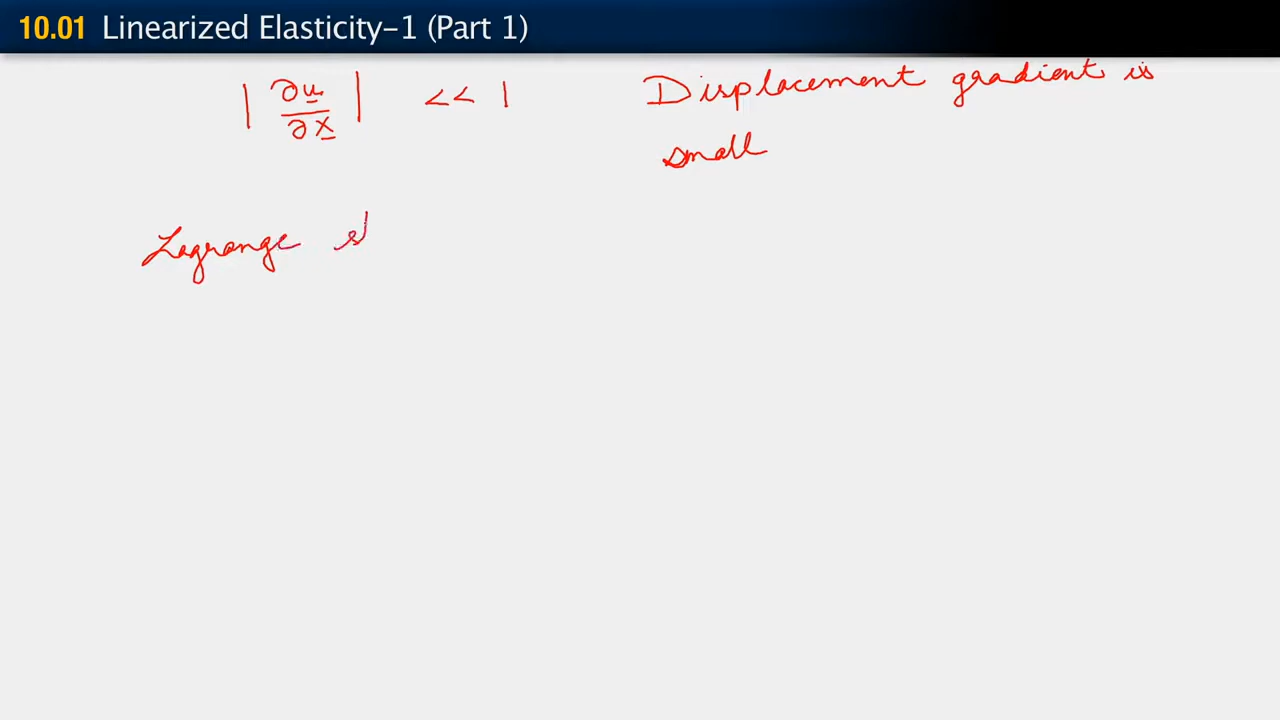 10.01 Linearized Elasticity-1 (Part 1)
| ∂u̲/∂X̲ | << 1 Displacement gradient is
small
Lagrange s